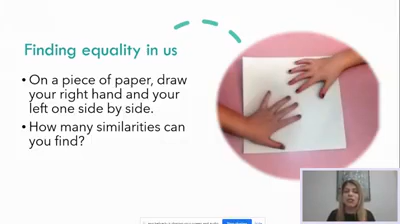 Finding equality in us
• On a piece of paper, draw
your right hand and your
left one side by side.
• How many similarities can
you find?